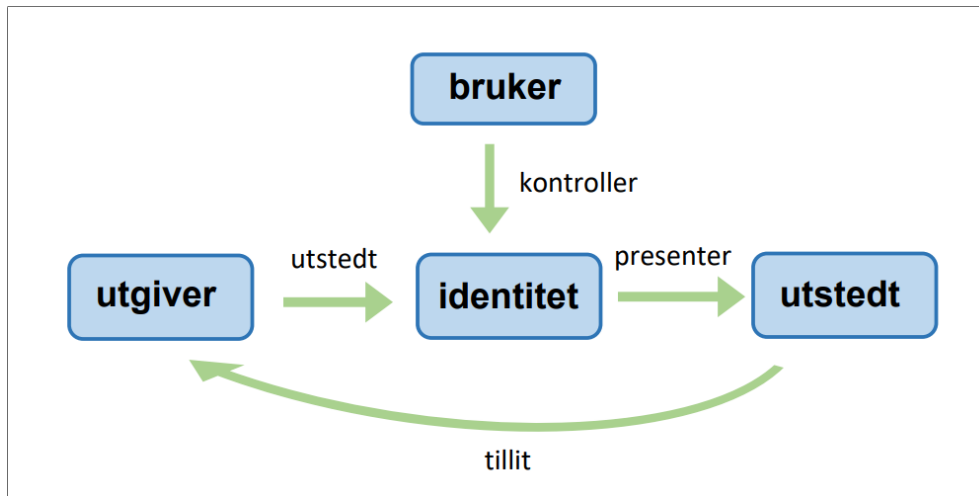 bruker
kontroller
utgiver
utstedt
identitet
presenter
utstedt
tillit